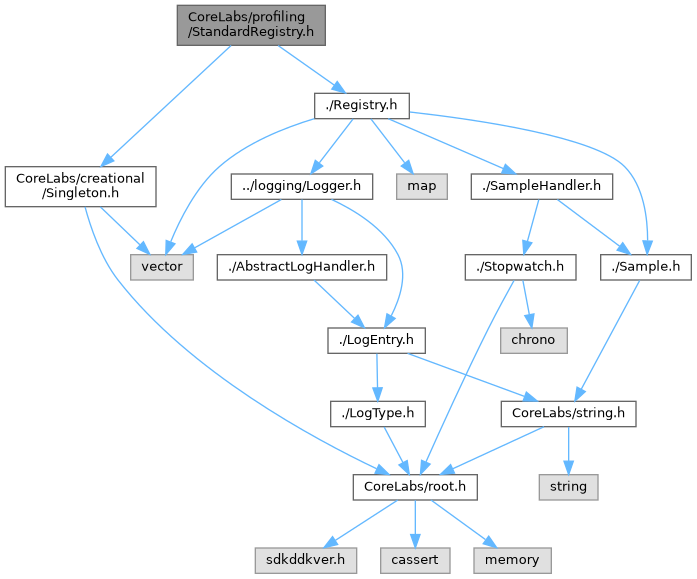 CoreLabs/profiling
/StandardRegistry.h
./Registry.h
CoreLabs/creational
/Singleton.h
../logging/Logger.h
map
./SampleHandler.h
vector
./AbstractLogHandler.h
./Stopwatch.h
./Sample.h
./LogEntry.h
chrono
./LogType.h
CoreLabs/string.h
CoreLabs/root.h
string
sdkddkver.h
cassert
memory